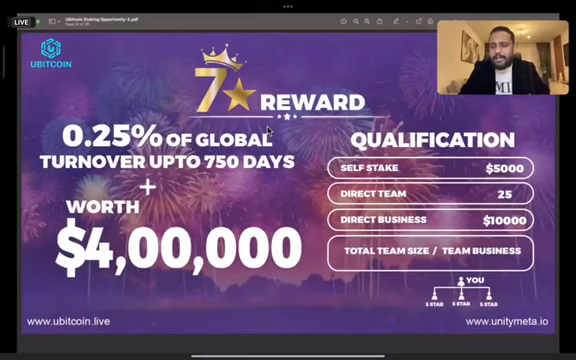 LIVE
Ubitcoin Staking Opportunity-2.pdf
UBITCOIN
7 REWARD
0.25% OF GLOBAL
TURNOVER UPTO 750 DAYS
+
WORTH
$4,00,000
QUALIFICATION
SELF STAKE $5000
DIRECT TEAM 25
DIRECT BUSINESS $10000
TOTAL TEAM SIZE / TEAM BUSINESS
YOU
5 STAR 5 STAR 5 STAR
www.ubitcoin.live
www.unitymeta.io